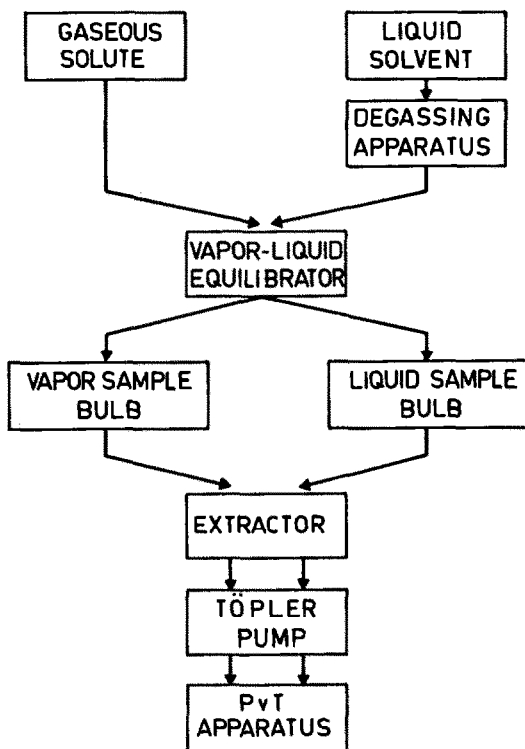 GASEOUS
SOLUTE
LIQUID
SOLVENT
DEGASSING
APPARATUS
VAPOR-LIQUID
EQUILIBRATOR
VAPOR SAMPLE
BULB
LIQUID SAMPLE
BULB
EXTRACTOR
TÖPLER
PUMP
PvT
APPARATUS